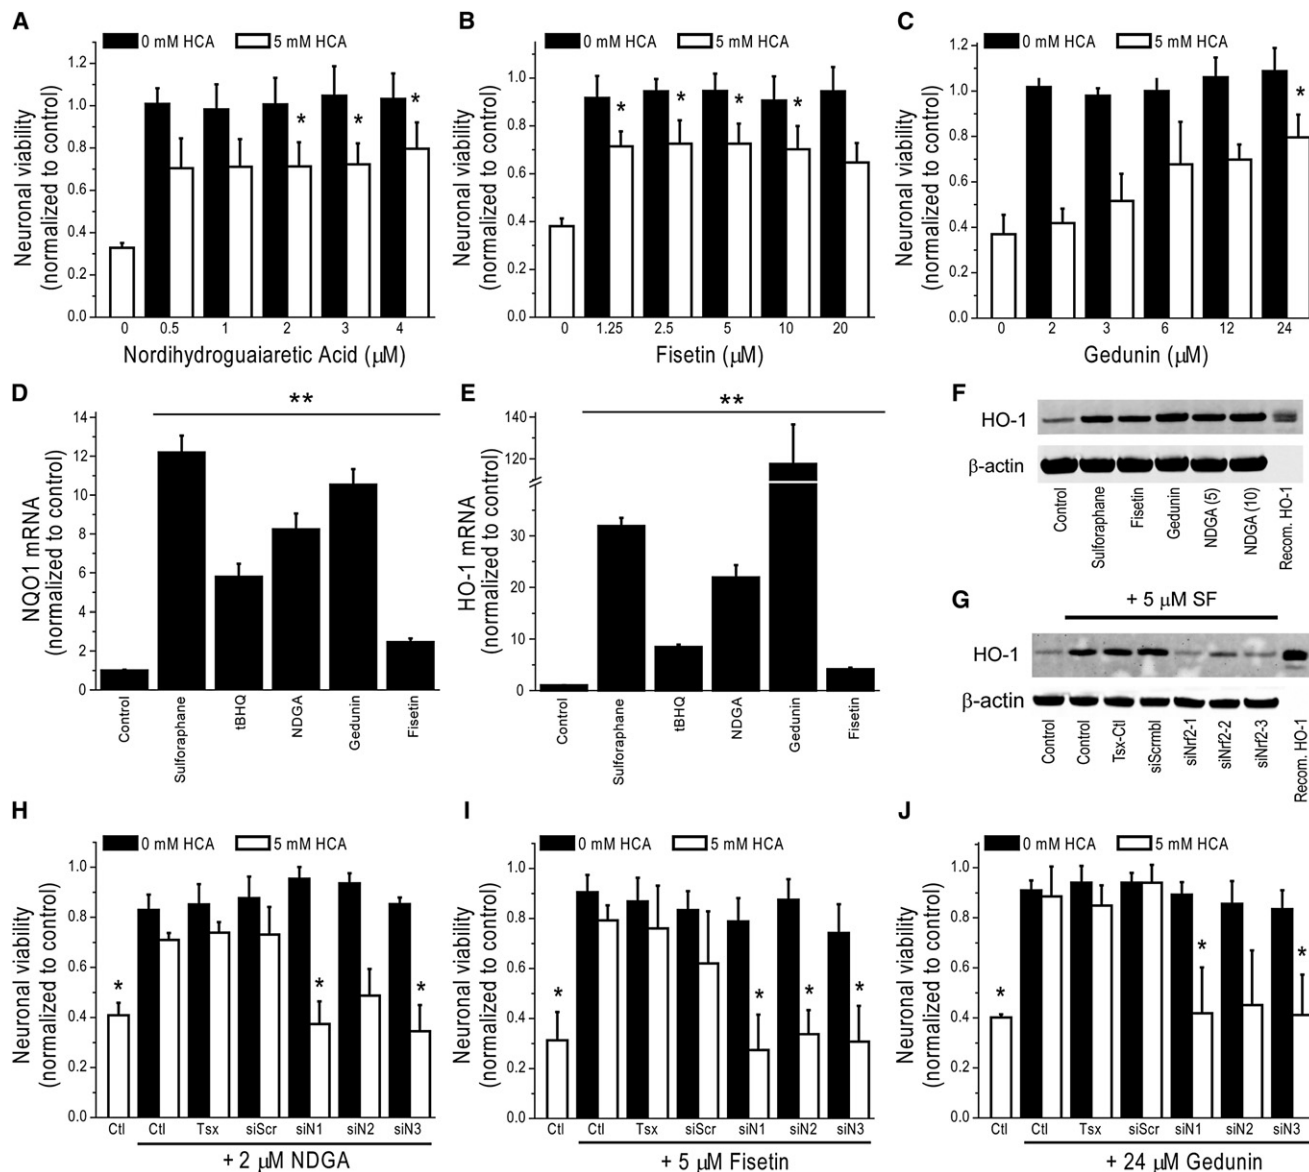 A
0 mM HCA 5 mM HCA
Neuronal viability
(normalized to control)
1.2
1.0
0.8
0.6
0.4
0.2
0.0
0 0.5 1 2 3 4
* * *
Nordihydroguaiaretic Acid (μM)
B
0 mM HCA 5 mM HCA
Neuronal viability
(normalized to control)
1.0
0.8
0.6
0.4
0.2
0.0
0 1.25 2.5 5 10 20
* * * *
Fisetin (μM)
C
0 mM HCA 5 mM HCA
Neuronal viability
(normalized to control)
1.2
1.0
0.8
0.6
0.4
0.2
0.0
0 2 3 6 12 24
*
Gedunin (μM)
D
**
NQO1 mRNA
(normalized to control)
14
12
10
8
6
4
2
0
Control
Sulforaphane
tBHQ
NDGA
Gedunin
Fisetin
E
**
HO-1 mRNA
(normalized to control)
140
120
30
20
10
0
Control
Sulforaphane
tBHQ
NDGA
Gedunin
Fisetin
F
HO-1
β-actin
Control
Sulforaphane
Fisetin
Gedunin
NDGA (5)
NDGA (10)
Recom. HO-1
G
+ 5 μM SF
HO-1
β-actin
Control
Control
Tsx-Ctl
siScrmbl
siNrf2-1
siNrf2-2
siNrf2-3
Recom. HO-1
H
0 mM HCA 5 mM HCA
Neuronal viability
(normalized to control)
1.0
0.8
0.6
0.4
0.2
0.0
* * *
Ctl Ctl Tsx siScr siN1 siN2 siN3
+ 2 μM NDGA
I
0 mM HCA 5 mM HCA
Neuronal viability
(normalized to control)
1.0
0.8
0.6
0.4
0.2
0.0
* * * *
Ctl Ctl Tsx siScr siN1 siN2 siN3
+ 5 μM Fisetin
J
0 mM HCA 5 mM HCA
Neuronal viability
(normalized to control)
1.0
0.8
0.6
0.4
0.2
0.0
* * *
Ctl Ctl Tsx siScr siN1 siN2 siN3
+ 24 μM Gedunin